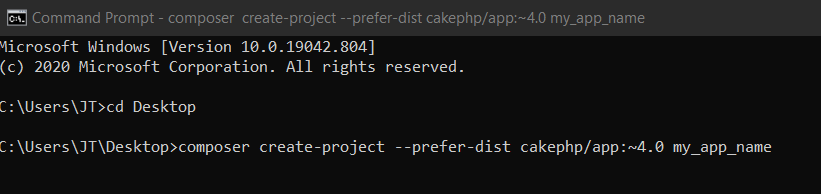 Command Prompt - composer  create-project --prefer-dist cakephp/app:~4.0 my_app_name
Microsoft Windows [Version 10.0.19042.804]
(c) 2020 Microsoft Corporation. All rights reserved.
C:\Users\JT>cd Desktop
C:\Users\JT\Desktop>composer create-project --prefer-dist cakephp/app:~4.0 my_app_name